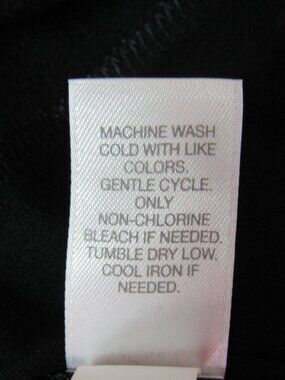 MACHINE WASH
COLD WITH LIKE
COLORS.
GENTLE CYCLE.
ONLY
NON-CHLORINE
BLEACH IF NEEDED.
TUMBLE DRY LOW.
COOL IRON IF
NEEDED.